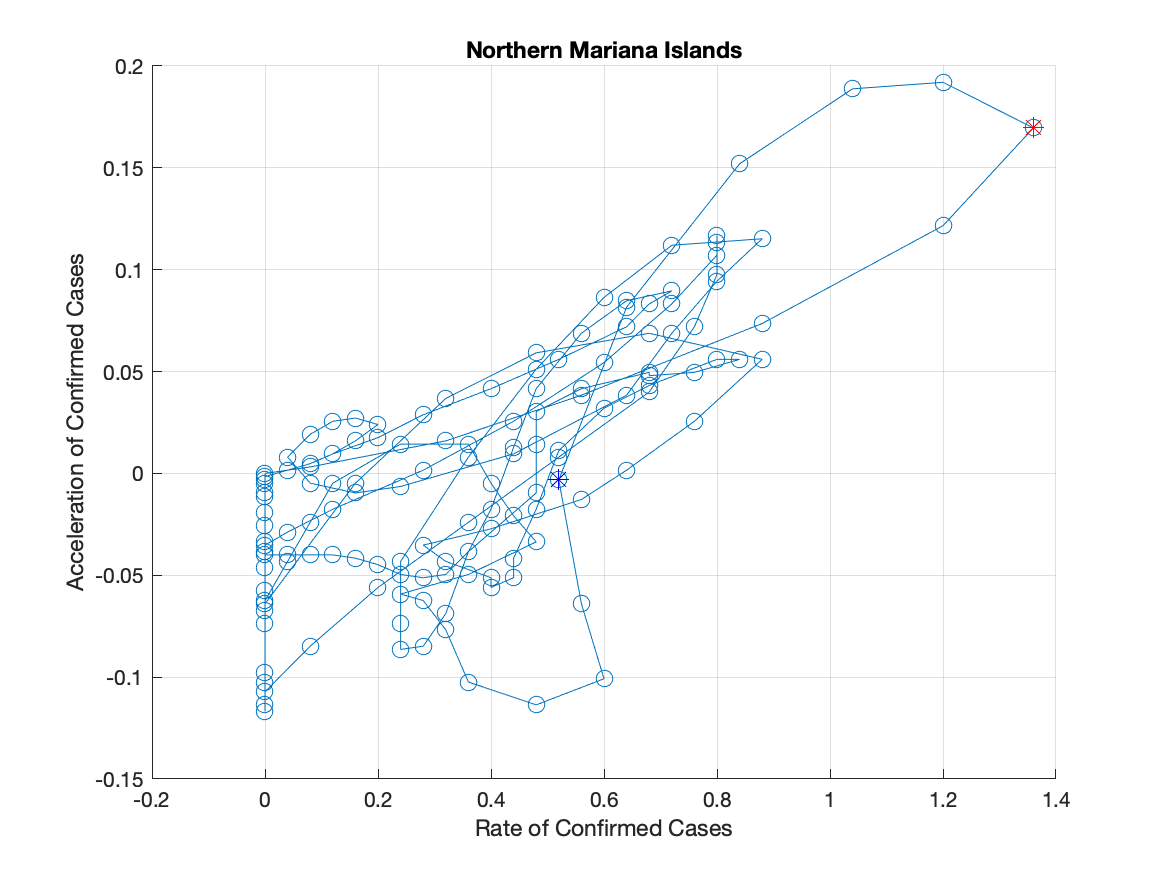 Northern Mariana Islands
0.2
0.15
0.1
0.05
0
-0.05
-0.1
-0.15
Acceleration of Confirmed Cases
-0.2 0 0.2 0.4 0.6 0.8 1 1.2 1.4
Rate of Confirmed Cases